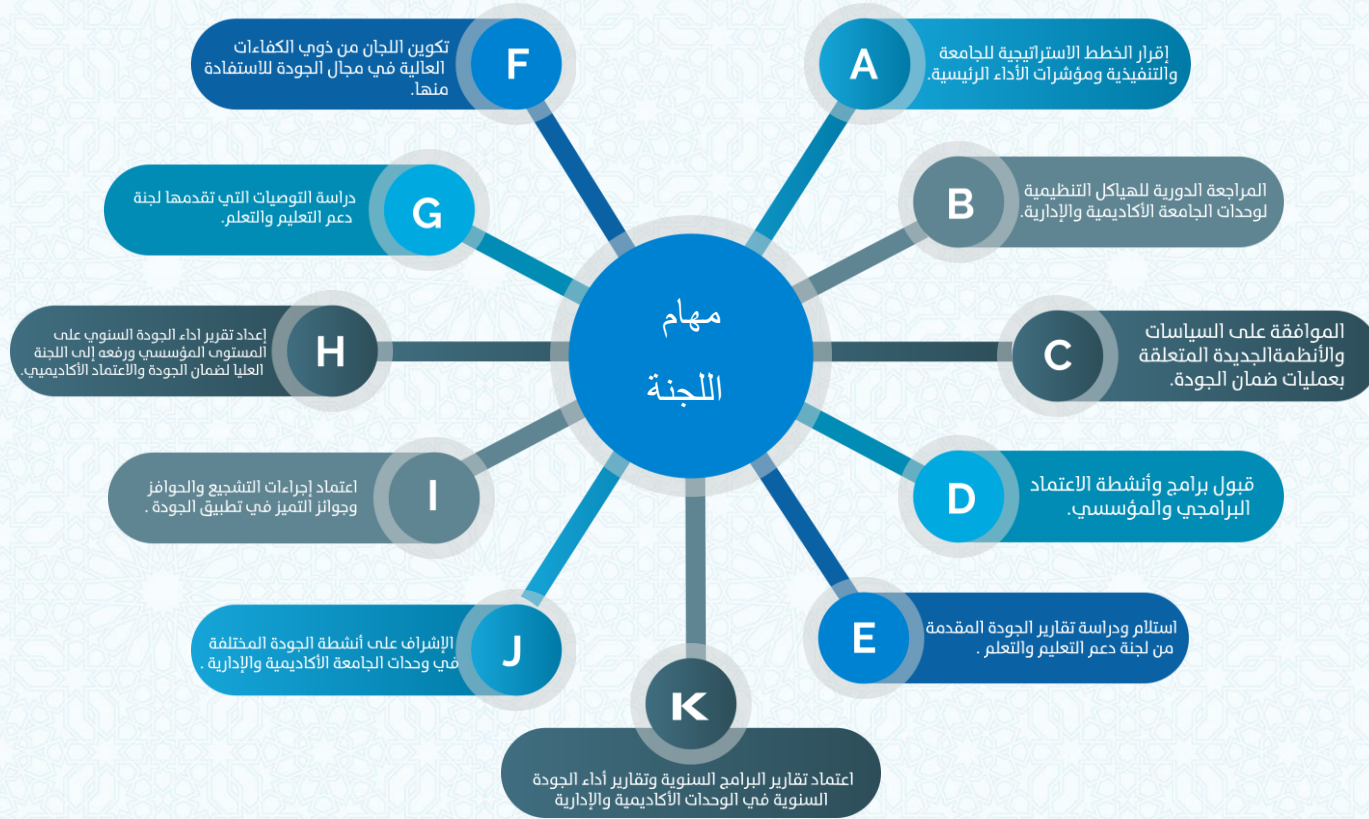 مهام
اللجنة
A
إقرار الخطط الاستراتيجية للجامعة
والتنفيذية ومؤشرات الأداء الرئيسية.
B
المراجعة الدورية للهياكل التنظيمية
لوحدات الجامعة الأكاديمية والإدارية.
C
الموافقة على السياسات
والأنظمةالجديدة المتعلقة
بعمليات ضمان الجودة.
D
قبول برامج وأنشطة الاعتماد
البرامجي والمؤسسي.
E
استلام ودراسة تقارير الجودة المقدمة
من لجنة دعم التعليم والتعلم .
F
تكوين اللجان من ذوي الكفاءات
العالية في مجال الجودة للاستفادة
منها.
G
دراسة التوصيات التي تقدمها لجنة
دعم التعليم والتعلم.
H
إعداد تقرير اداء الجودة السنوي على
المستوى المؤسسي ورفعه إلى اللجنة
العليا لضمان الجودة والاعتماد الأكاديميي.
I
اعتماد إجراءات التشجيع والحوافز
وجوائز التميز في تطبيق الجودة .
J
الإشراف على أنشطة الجودة المختلفة
في وحدات الجامعة الأكاديمية والإدارية .
K
اعتماد تقارير البرامج السنوية وتقارير أداء الجودة
السنوية في الوحدات الأكاديمية والإدارية